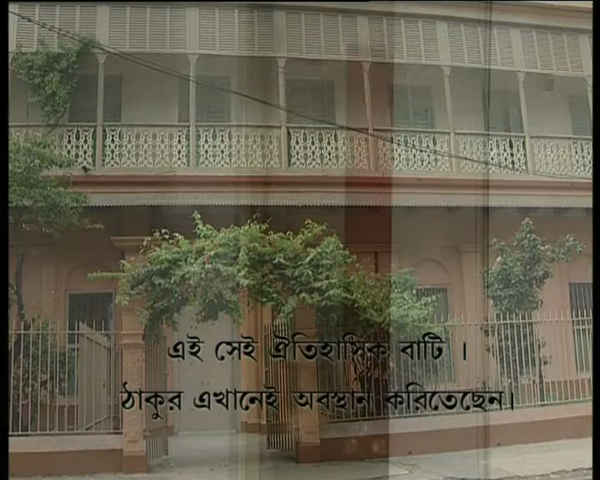 এই সেই ঐতিহাসিক বাটি ।
ঠাকুর এখানেই অবস্থান করিতেছেন।